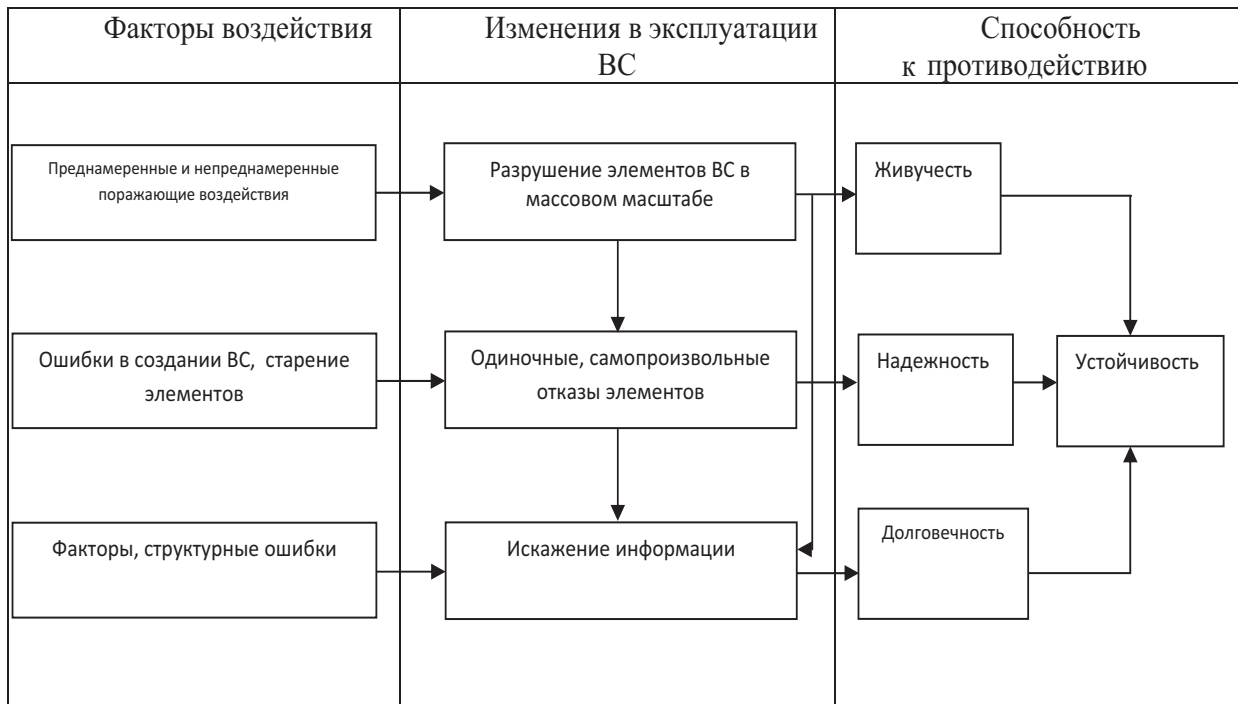 Факторы воздействия
Изменения в эксплуатации
ВС
Способность
к противодействию
Преднамеренные и непреднамеренные
поражающие воздействия
Разрушение элементов ВС в
массовом масштабе
Живучесть
Ошибки в создании ВС, старение
элементов
Одиночные, самопроизвольные
отказы элементов
Надежность
Устойчивость
Факторы, структурные ошибки
Искажение информации
Долговечность